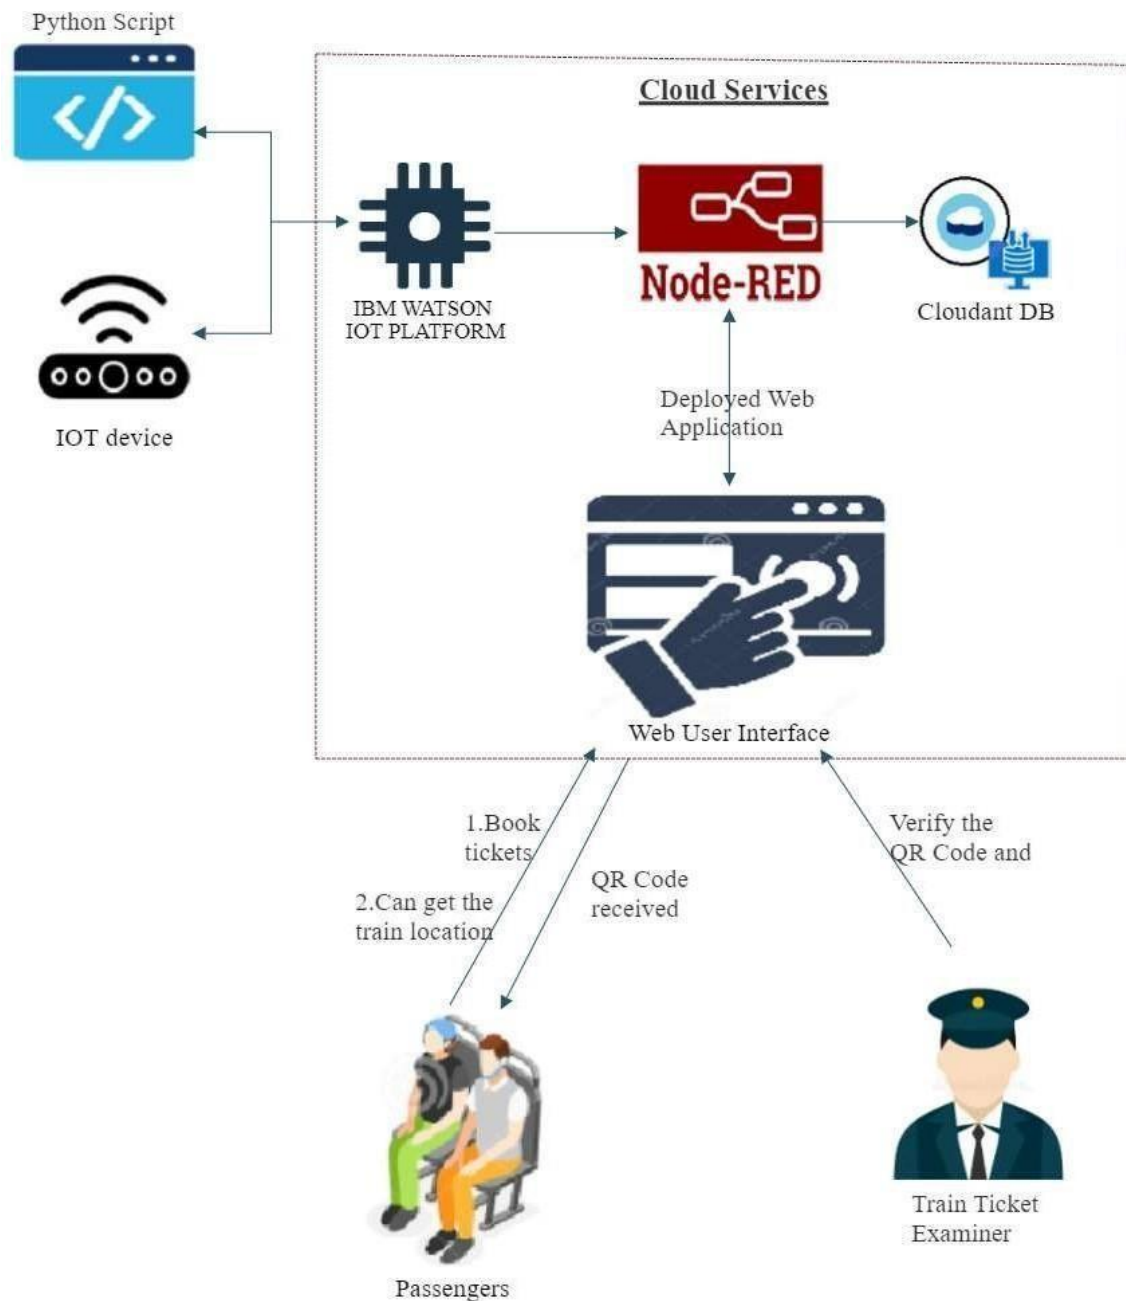 Python Script
Cloud Services
</>
IBM WATSON
IOT PLATFORM
Node-RED
Cloudant DB
IOT device
Deployed Web
Application
Web User Interface
1.Book
tickets
2.Can get the
train location
QR Code
received
Verify the
QR Code and
Passengers
Train Ticket
Examiner